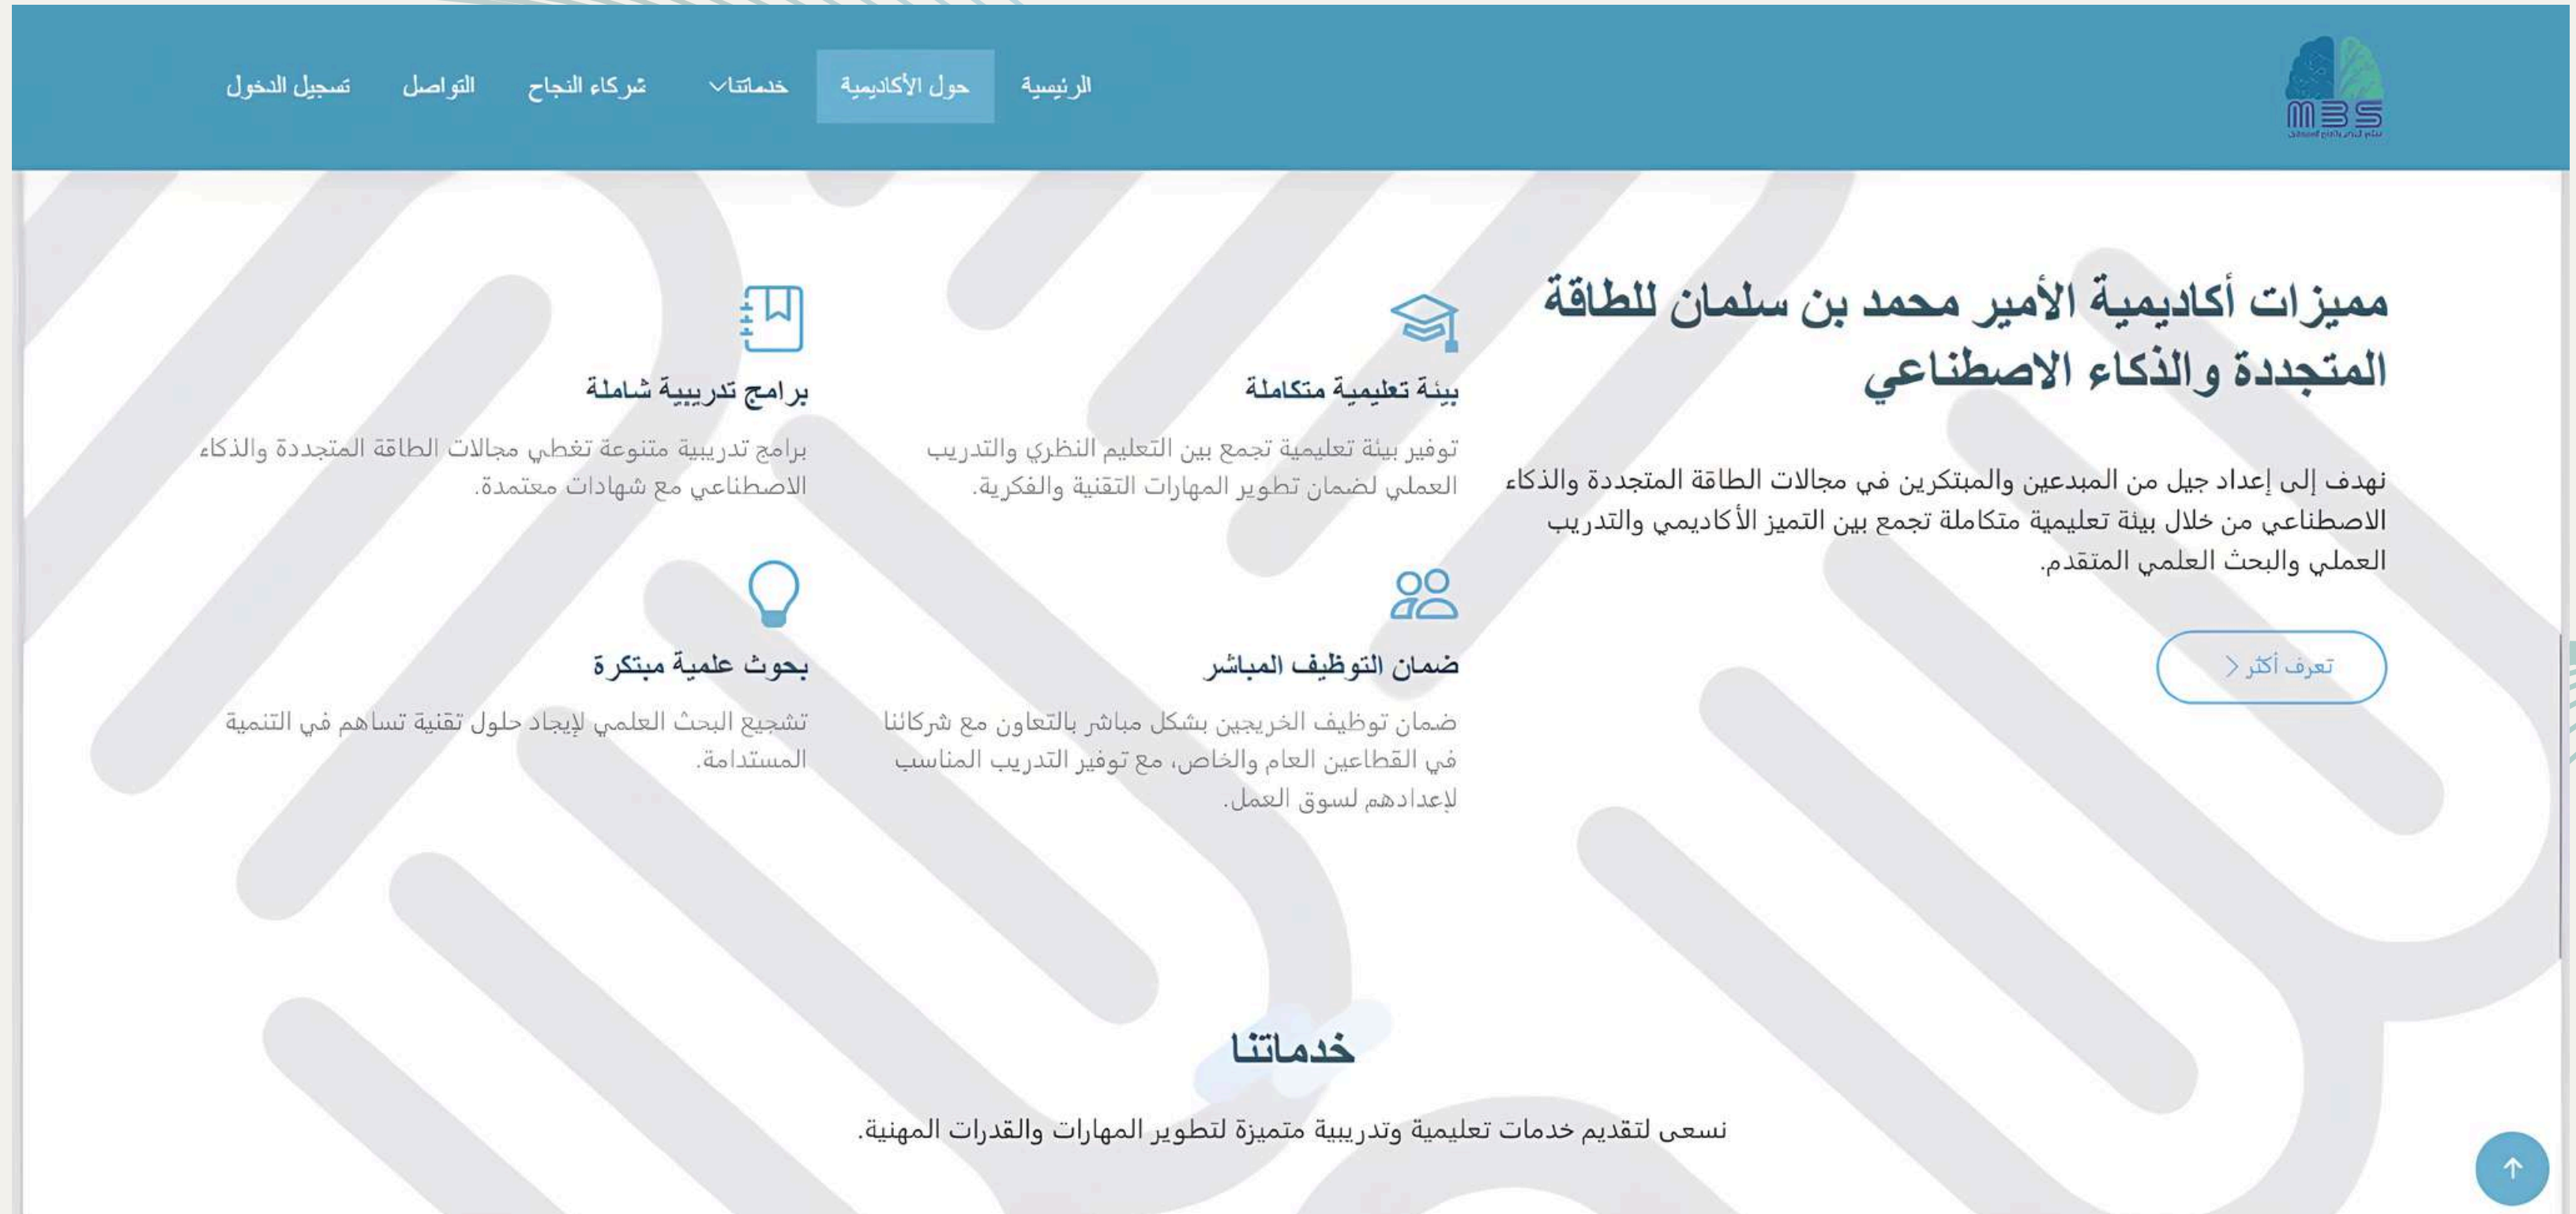 MBS
الرئيسية
حول الأكاديمية
خدماتنا
شركاء النجاح
التواصل
تسجيل الدخول
مميزات أكاديمية الأمير محمد بن سلمان للطاقة
المتجددة والذكاء الاصطناعي
نهدف إلى إعداد جيل من المبدعين والمبتكرين في مجالات الطاقة المتجددة والذكاء
الاصطناعي من خلال بيئة تعليمية متكاملة تجمع بين التميز الأكاديمي والتدريب
العملي والبحث العلمي المتقدم.
تعرف أكثر
بيئة تعليمية متكاملة
توفير بيئة تعليمية تجمع بين التعليم النظري والتدريب
العملي لضمان تطوير المهارات التقنية والفكرية.
برامج تدريبية شاملة
برامج تدريبية متنوعة تغطي مجالات الطاقة المتجددة والذكاء
الاصطناعي مع شهادات معتمدة.
ضمان التوظيف المباشر
ضمان توظيف الخريجين بشكل مباشر بالتعاون مع شركائنا
في القطاعين العام والخاص، مع توفير التدريب المناسب
لإعدادهم لسوق العمل.
بحوث علمية مبتكرة
تشجيع البحث العلمي لإيجاد حلول تقنية تساهم في التنمية
المستدامة.
خدماتنا
نسعى لتقديم خدمات تعليمية وتدريبية متميزة لتطوير المهارات والقدرات المهنية.